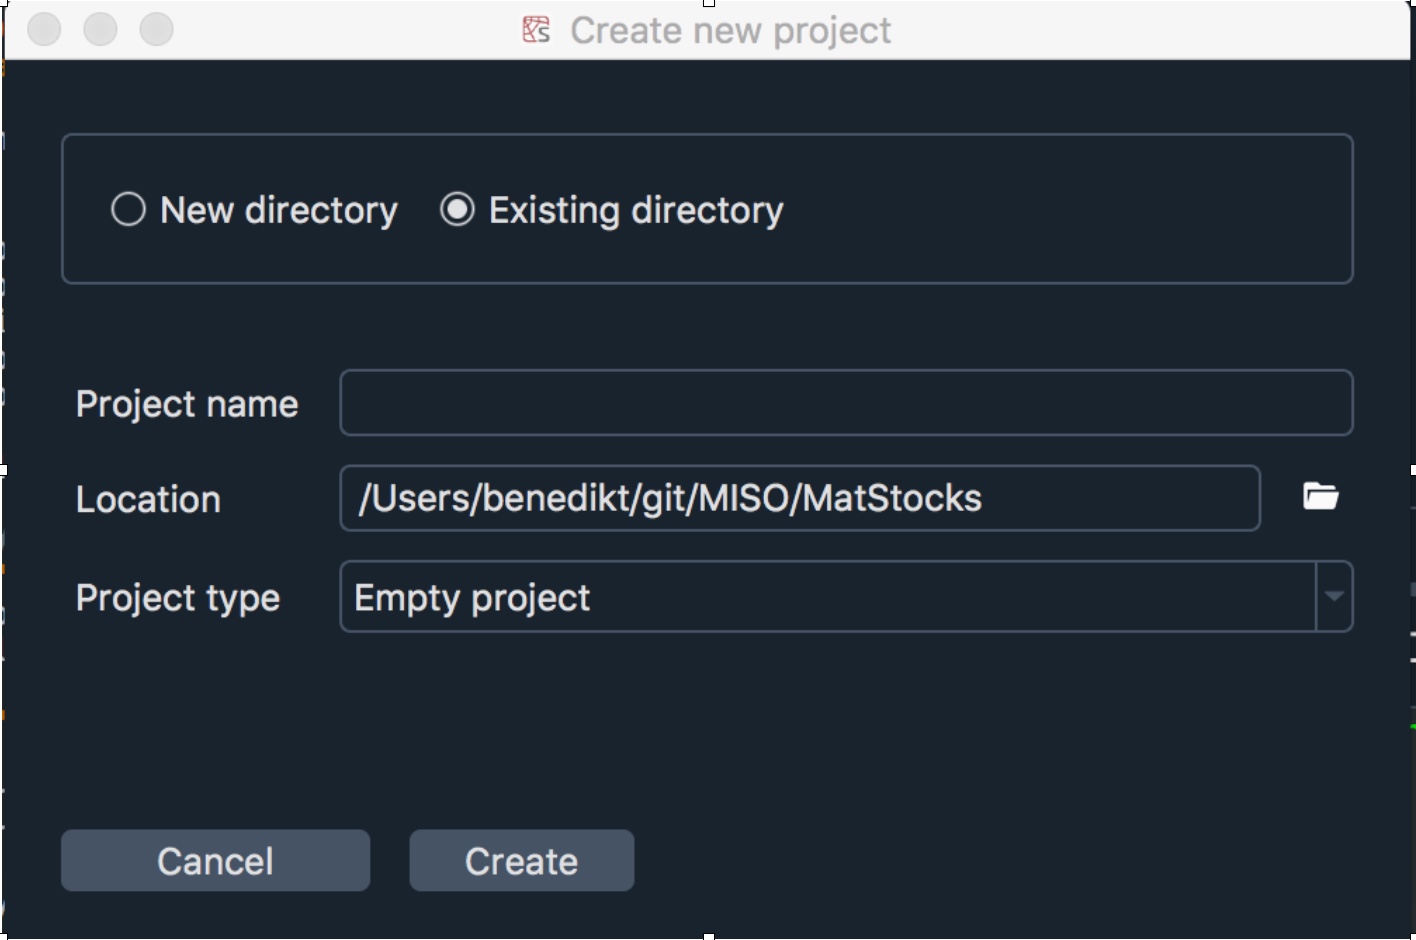 Create new project
New directory Existing directory
Project name
Location /Users/benedikt/git/MISO/MatStocks
Project type Empty project
Cancel Create